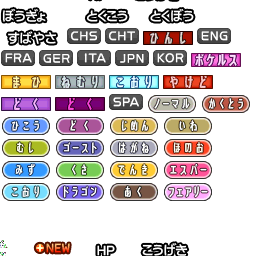 ぼうぎょ とくこう とくぼう
すばやさ CHS CHT ひんし ENG
FRA GER ITA JPN KOR ポケルス
まひ ねむり こおり やけど
どく どく SPA ノーマル かくとう
ひこう どく じめん いわ
むし ゴースト はがね ほのお
みず くさ でんき エスパー
こおり ドラゴン あく フェアリー
NEW HP こうげき